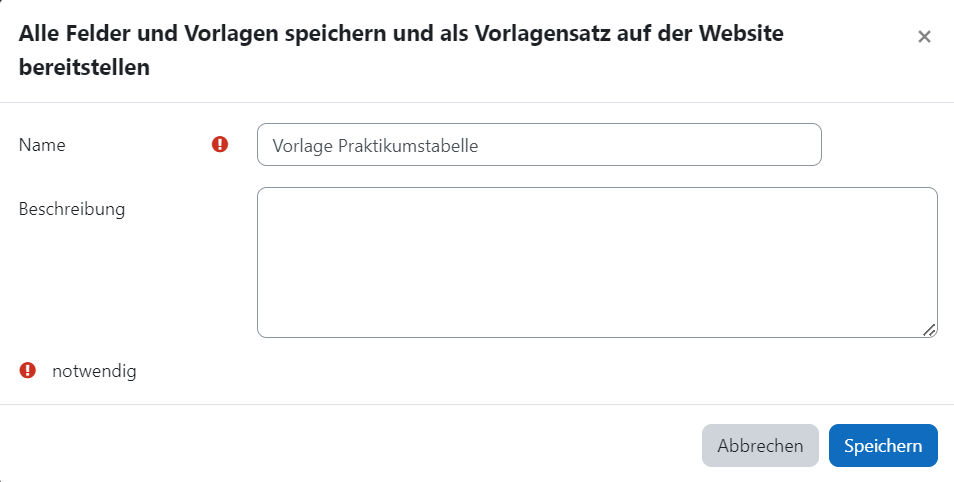 Alle Felder und Vorlagen speichern und als Vorlagensatz auf der Website
bereitstellen
Name
Vorlage Praktikumstabelle
Beschreibung
notwendig
Abbrechen
Speichern